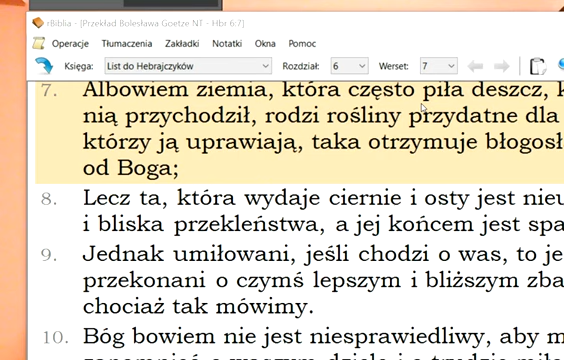 rBiblia - [Przekład Bolesława Goetze NT - Hbr 6:7]
Operacje Tłumaczenia Zakładki Notatki Okna Pomoc
Księga: List do Hebrajczyków Rozdział: 6 Werset: 7
7. Albowiem ziemia, która często piła deszcz,
nią przychodził, rodzi rośliny przydatne dla
którzy ją uprawiają, taka otrzymuje
od Boga;
8. Lecz ta, która wydaje ciernie i osty jest
i bliska przekleństwa, a jej końcem jest
9. Jednak umiłowani, jeśli chodzi o was, to
przekonani o czymś lepszym i bliższym
chociaż tak mówimy.
10. Bóg bowiem nie jest niesprawiedliwy, aby